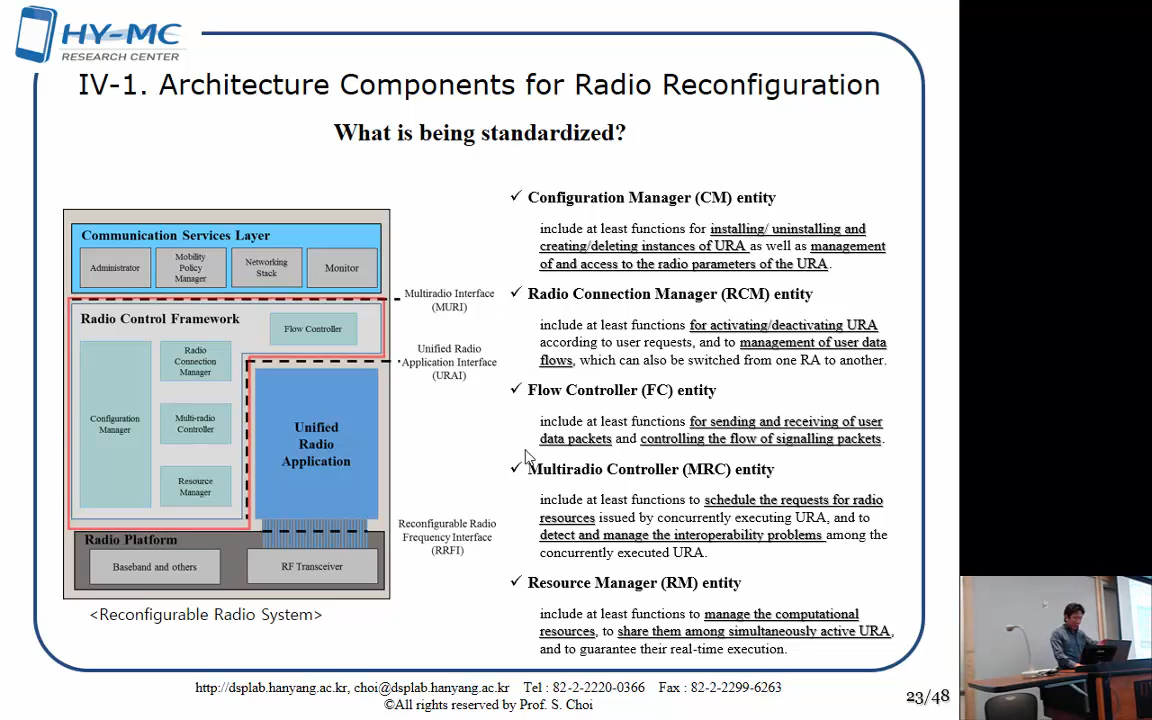 HY-MC
RESEARCH CENTER
IV-1. Architecture Components for Radio Reconfiguration
What is being standardized?
Communication Services Layer
Administrator
Mobility
Policy
Manager
Networking
Stack
Monitor
Radio Control Framework
Flow Controller
Radio
Connection
Manager
Configuration
Manager
Multi-radio
Controller
Resource
Manager
Unified
Radio
Application
Radio Platform
Baseband and others
RF Transceiver
Multiradio Interface
(MURI)
Unified Radio
Application Interface
(URAI)
Reconfigurable Radio
Frequency Interface
(RRFI)
<Reconfigurable Radio System>
✓ Configuration Manager (CM) entity
include at least functions for installing/ uninstalling and
creating/deleting instances of URA as well as management
of and access to the radio parameters of the URA.
✓ Radio Connection Manager (RCM) entity
include at least functions for activating/deactivating URA
according to user requests, and to management of user data
flows, which can also be switched from one RA to another.
✓ Flow Controller (FC) entity
include at least functions for sending and receiving of user
data packets and controlling the flow of signalling packets.
✓ Multiradio Controller (MRC) entity
include at least functions to schedule the requests for radio
resources issued by concurrently executing URA, and to
detect and manage the interoperability problems among the
concurrently executed URA.
✓ Resource Manager (RM) entity
include at least functions to manage the computational
resources, to share them among simultaneously active URA,
and to guarantee their real-time execution.
http://dsplab.hanyang.ac.kr, choi@dsplab.hanyang.ac.kr Tel : 82-2-2220-0366 Fax : 82-2-2299-6263
©All rights reserved by Prof. S. Choi
23/48